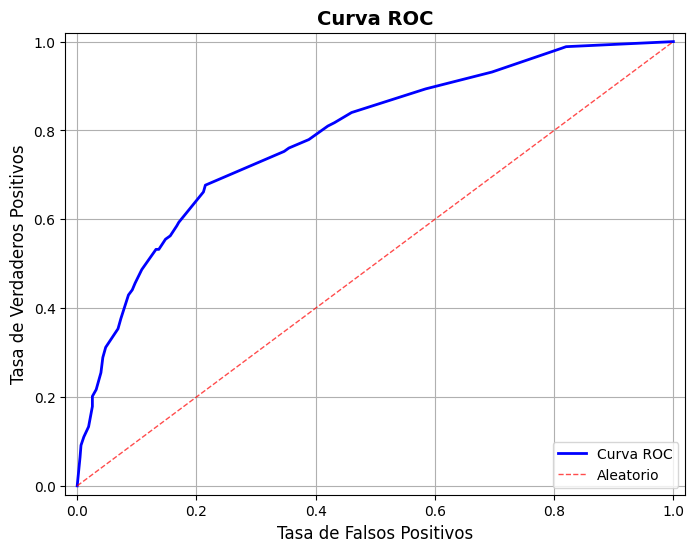 Curva ROC
1.0
0.8
0.6
0.4
0.2
0.0
Tasa de Verdaderos Positivos
0.0 0.2 0.4 0.6 0.8 1.0
Tasa de Falsos Positivos
Curva ROC
Aleatorio